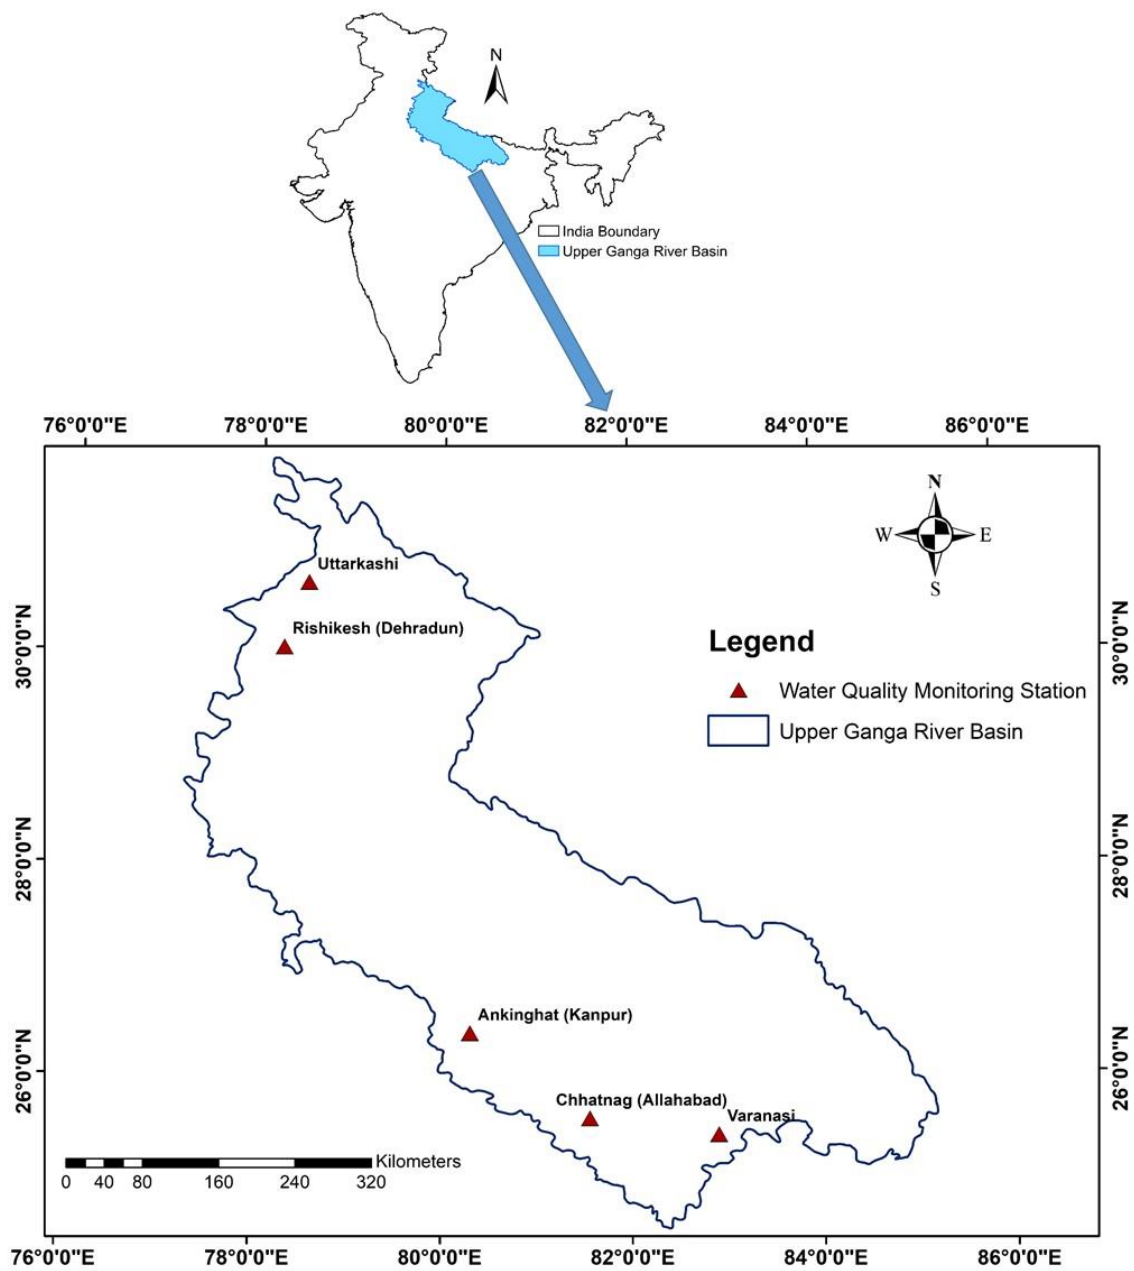 N
India Boundary
Upper Ganga River Basin
76°0'0"E 78°0'0"E 80°0'0"E 82°0'0"E 84°0'0"E 86°0'0"E
N
W E
S
Uttarkashi
Rishikesh (Dehradun)
30°0'0"N 30°0'0"N
Legend
Water Quality Monitoring Station
Upper Ganga River Basin
28°0'0"N 28°0'0"N
Ankinghat (Kanpur)
26°0'0"N 26°0'0"N
Chhatnag (Allahabad)
Varanasi
Kilometers
0 40 80 160 240 320
76°0'0"E 78°0'0"E 80°0'0"E 82°0'0"E 84°0'0"E 86°0'0"E